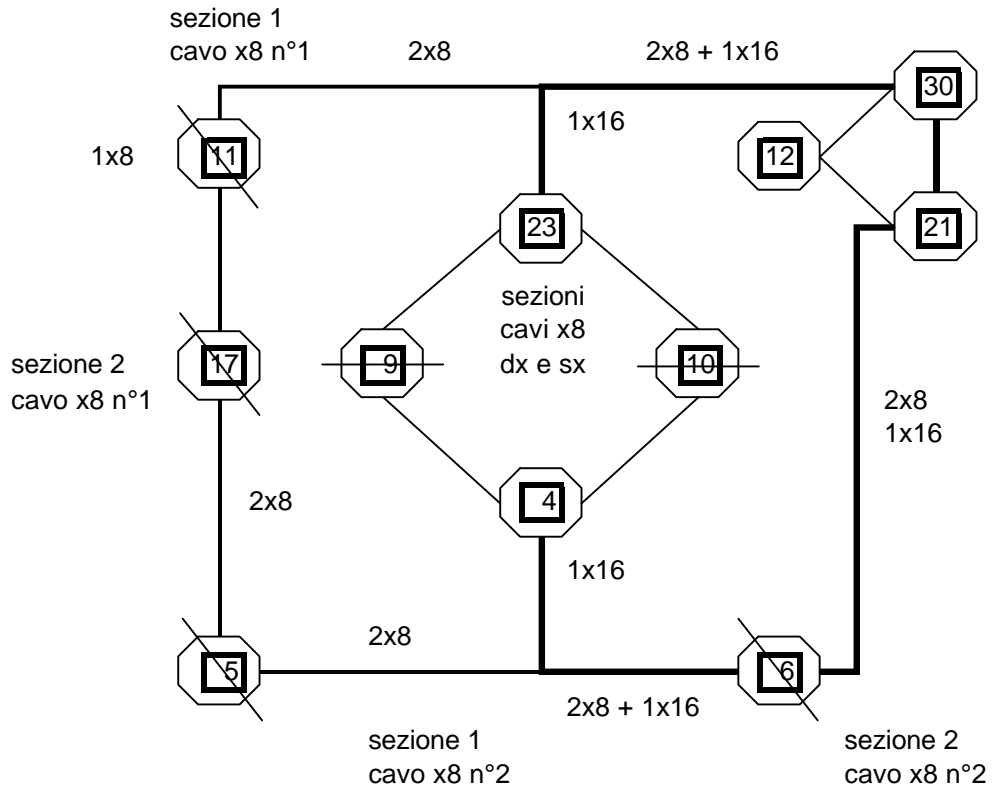 sezione 1
cavo x8 n°1
2x8
2x8 + 1x16
30
1x16
1x8
11
12
23
21
sezioni
cavi x8
dx e sx
sezione 2
cavo x8 n°1
17
9
10
2x8
1x16
2x8
4
1x16
2x8
5
6
2x8 + 1x16
sezione 1
cavo x8 n°2
sezione 2
cavo x8 n°2